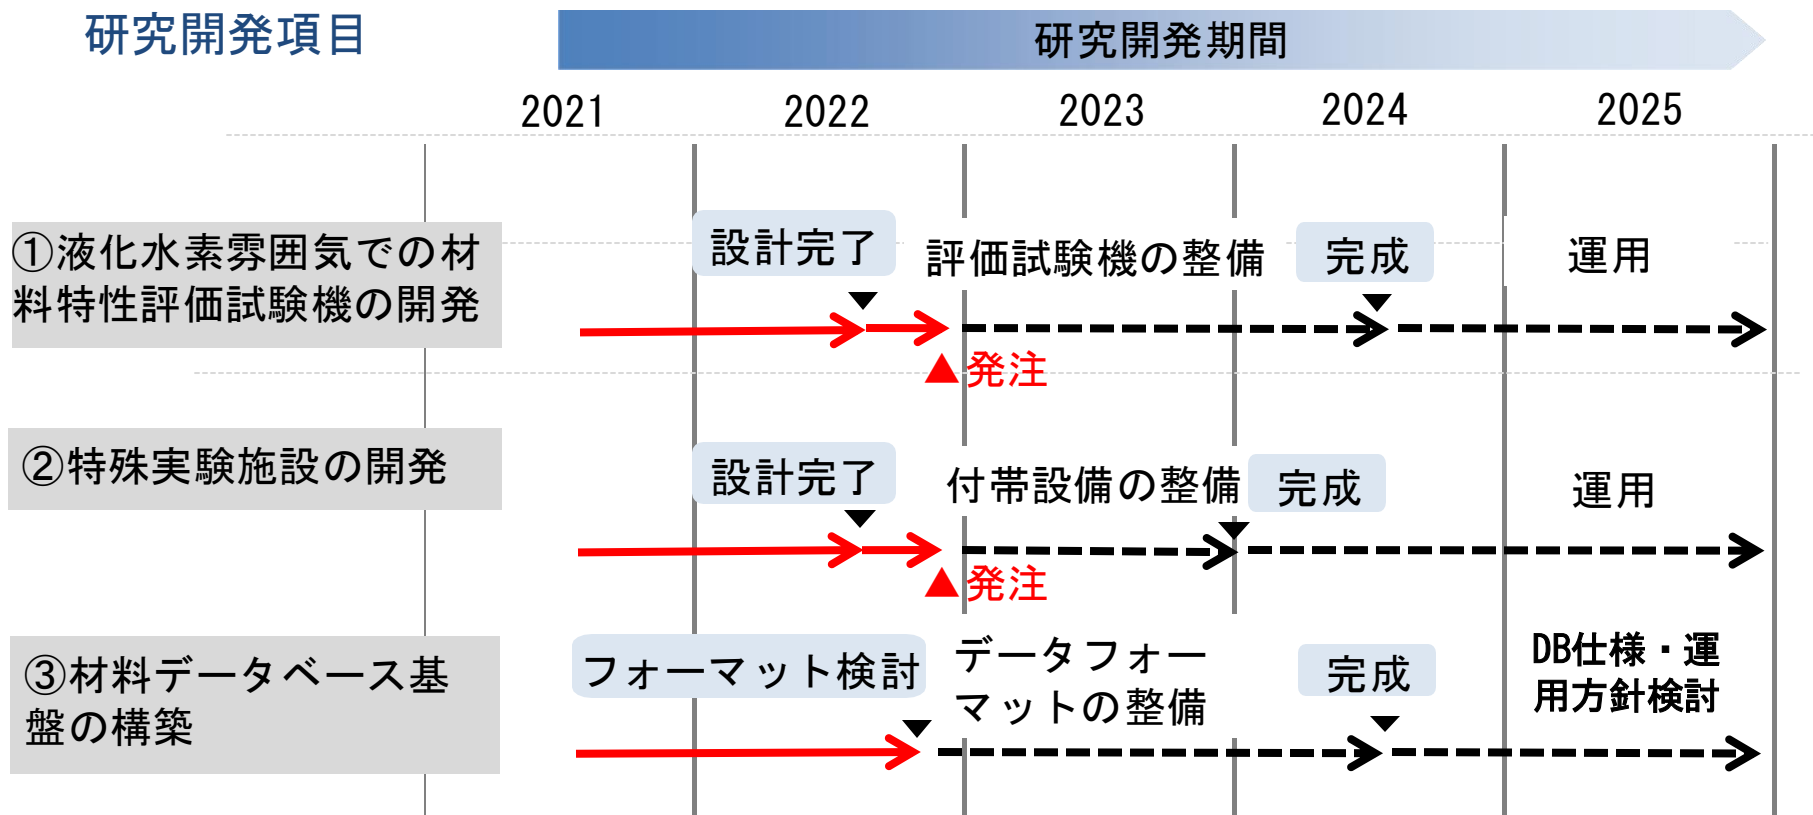 研究開発項目
研究開発期間
2021
2022
2023
2024
2025
①液化水素雰囲気での材
料特性評価試験機の開発
設計完了
評価試験機の整備
完成
運用
▲発注
②特殊実験施設の開発
設計完了
付帯設備の整備
完成
運用
▲発注
③材料データベース基
盤の構築
フォーマット検討
データフォー
マットの整備
完成
DB仕様・運
用方針検討